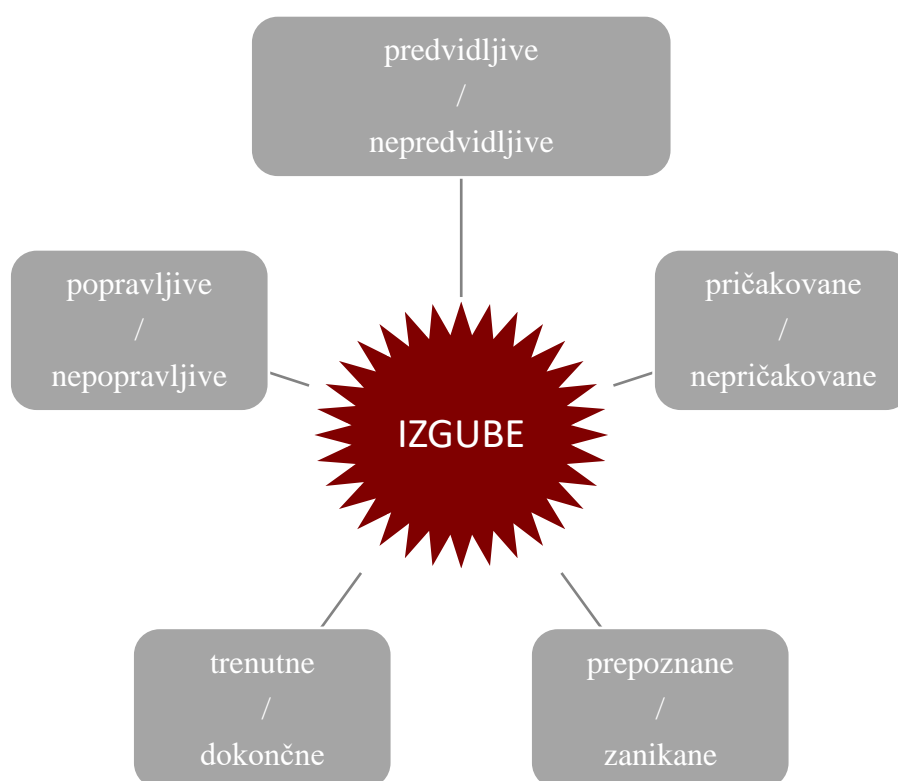 predvidljive
/
nepredvidljive
popravljive
/
nepopravljive
pričakovane
/
nepričakovane
IZGUBE
trenutne
/
dokončne
prepoznane
/
zanikane